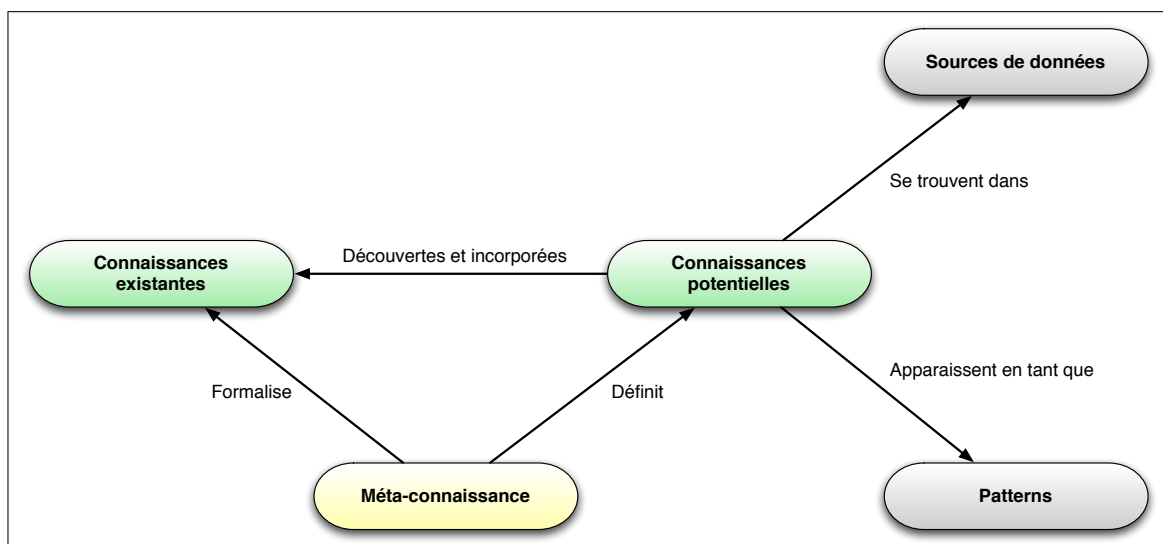 Sources de données
Se trouvent dans
Découvertes et incorporées
Connaissances
existantes
Connaissances
potentielles
Apparaissent en tant que
Formalise
Définit
Méta-connaissance
Patterns